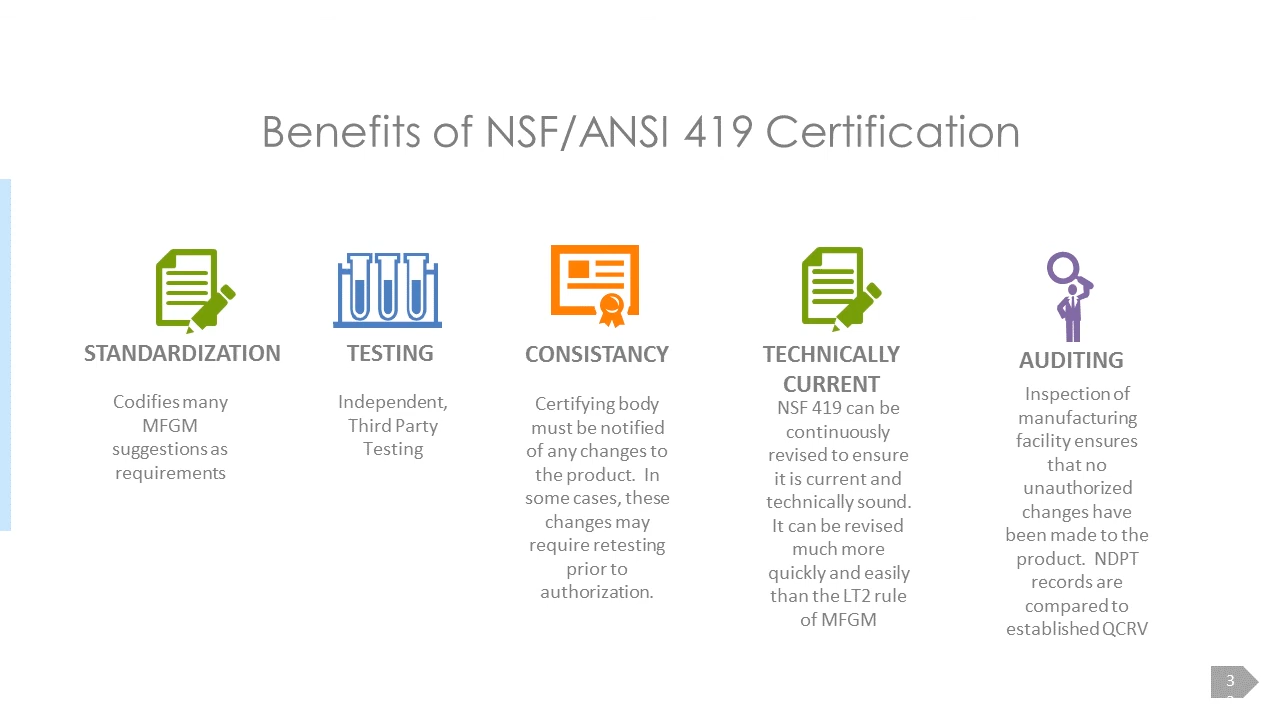 Benefits of NSF/ANSI 419 Certification
STANDARDIZATION
Codifies many
MFGM
suggestions as
requirements
TESTING
Independent,
Third Party
Testing
CONSISTANCY
Certifying body
must be notified
of any changes to
the product. In
some cases, these
changes may
require retesting
prior to
authorization.
TECHNICALLY
CURRENT
NSF 419 can be
continuously
revised to ensure
it is current and
technically sound.
It can be revised
much more
quickly and easily
than the LT2 rule
of MFGM
AUDITING
Inspection of
manufacturing
facility ensures
that no
unauthorized
changes have
been made to the
product. NDPT
records are
compared to
established QCRV
3